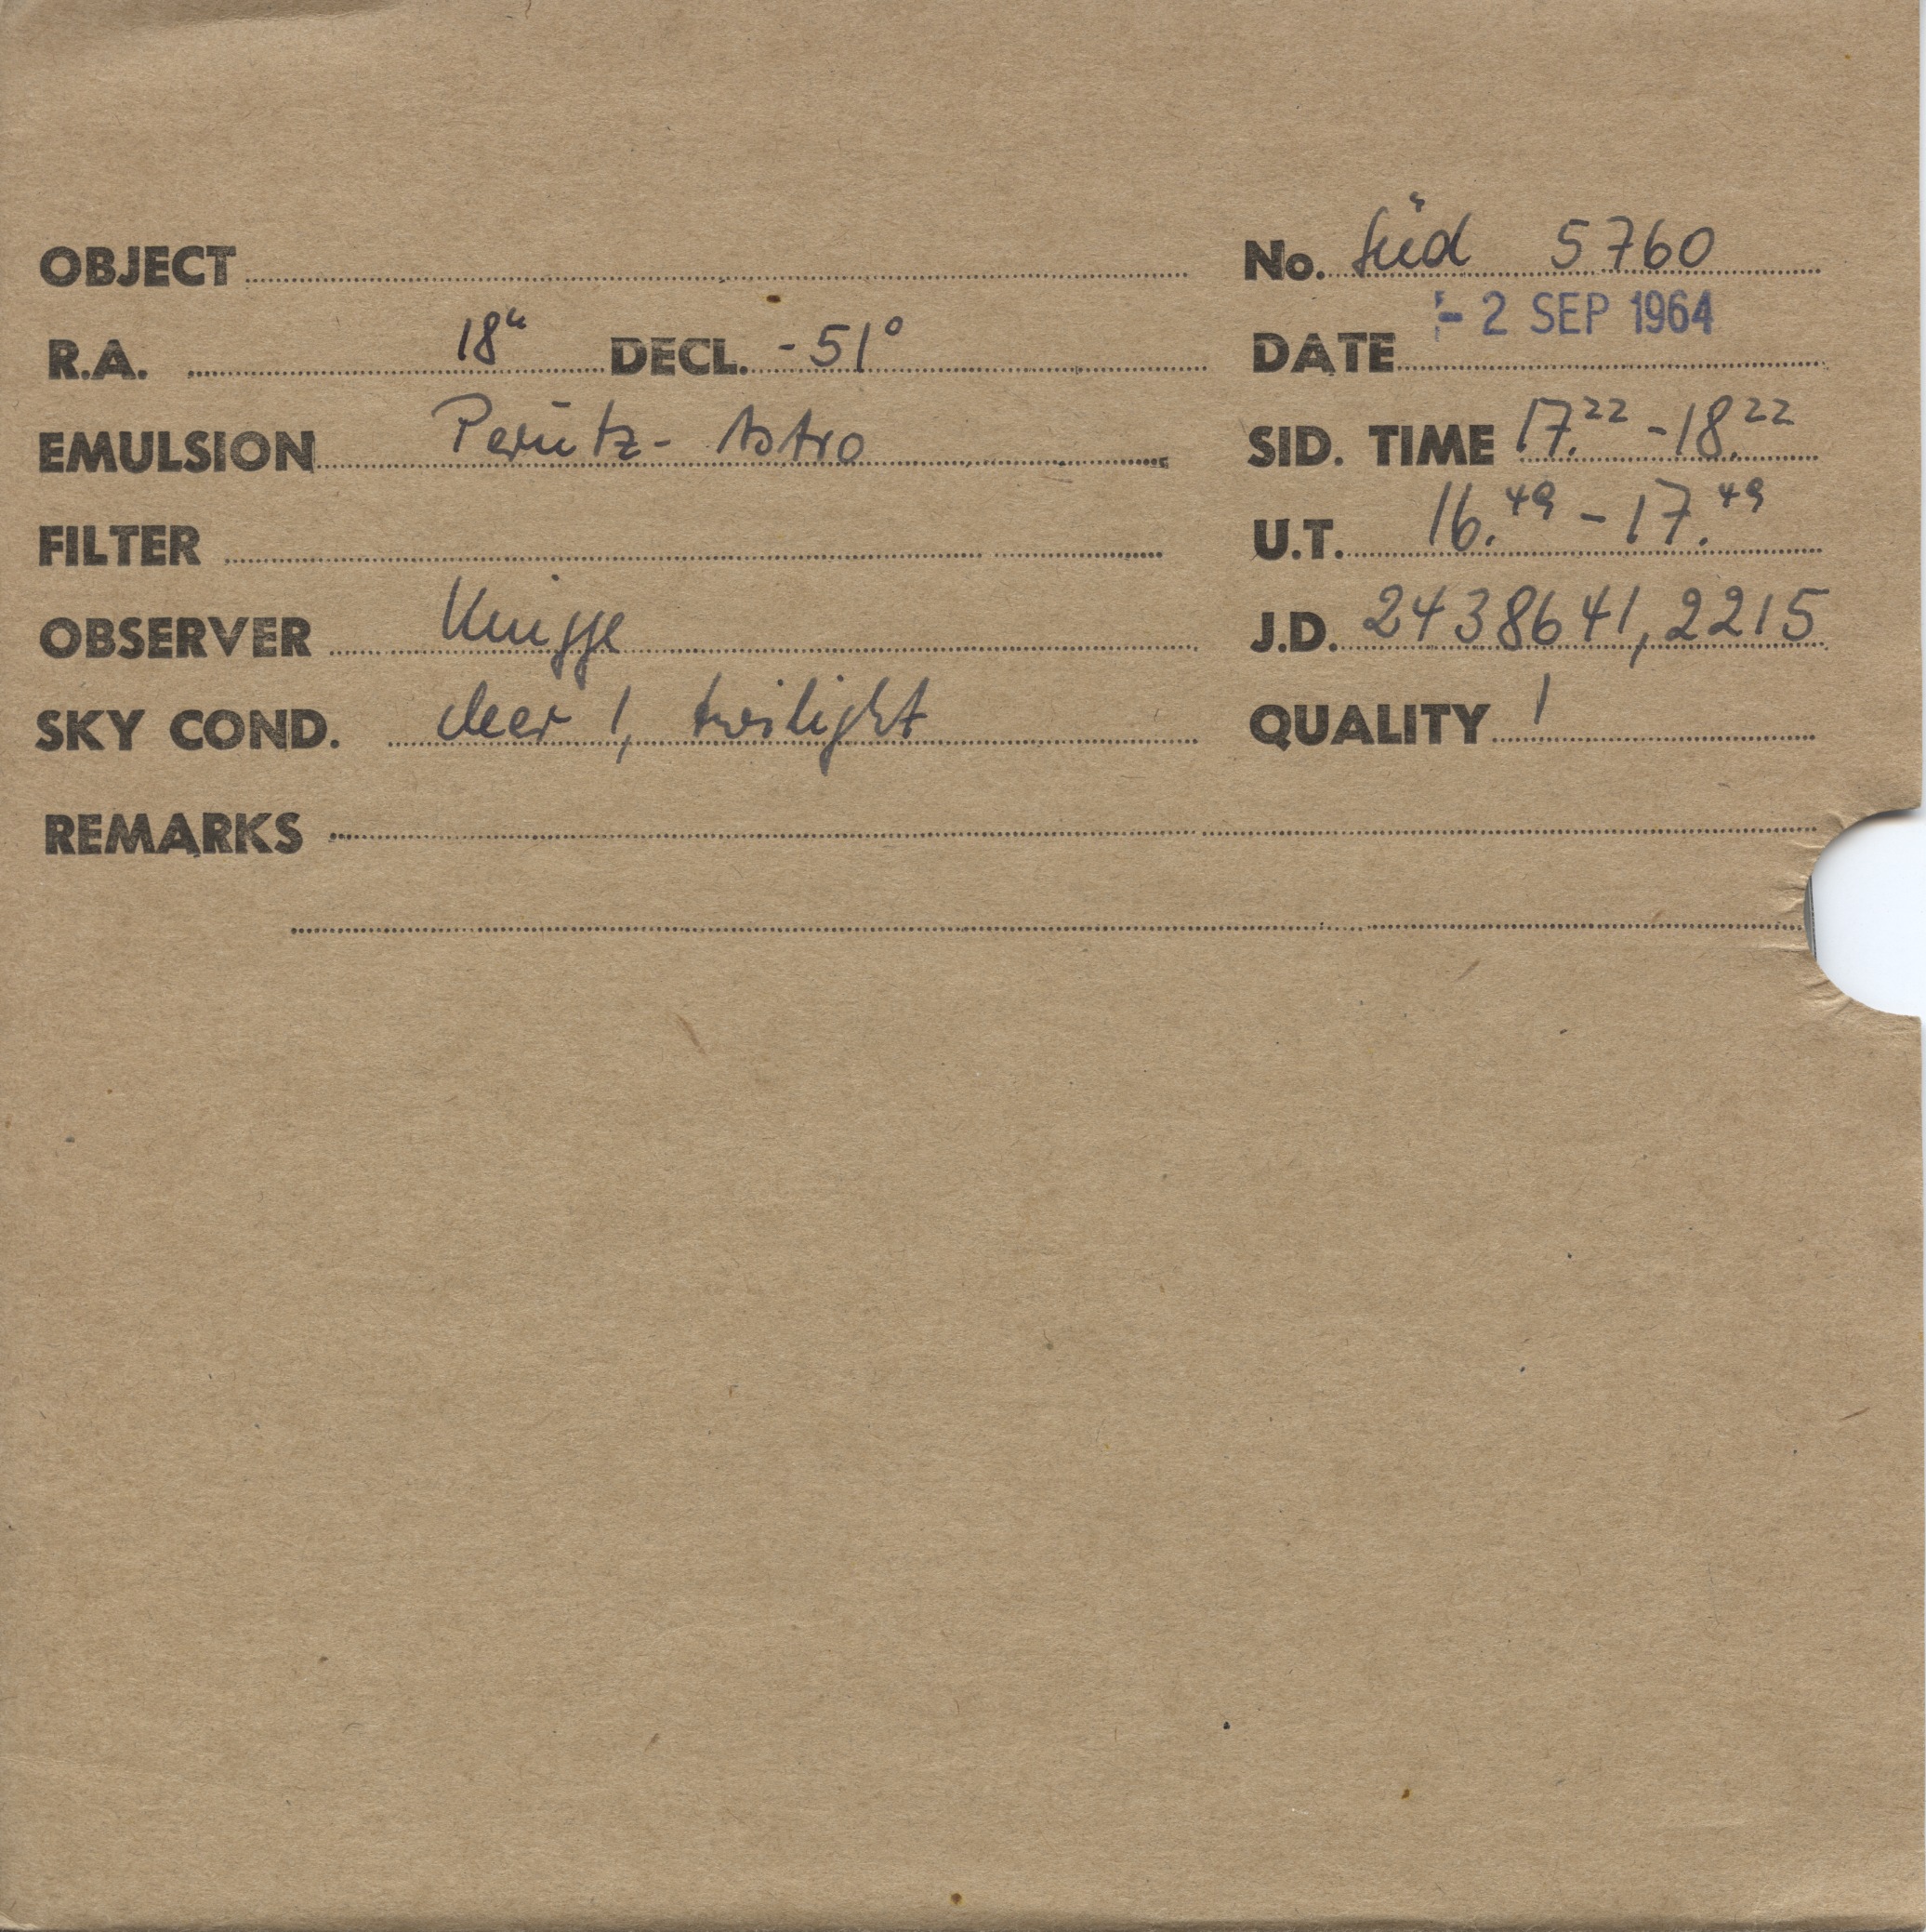 OBJECT No. Süd 5760
R.A. 18h DECL. -51°
DATE - 2 SEP 1964
EMULSION Perutz- Astro SID. TIME 17.22 - 18.22
FILTER U.T. 16.49 - 17.49
OBSERVER Knigge J.D. 2438641,2215
SKY COND. clear 1, twilight QUALITY 1
REMARKS